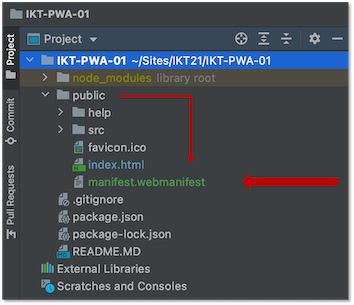 IKT-PWA-01
Project
Project
IKT-PWA-01 ~/Sites/IKT21/IKT-PWA-01
node_modules library root
public
help
src
favicon.ico
index.html
manifest.webmanifest
.gitignore
package.json
package-lock.json
README.MD
External Libraries
Scratches and Consoles
Commit
Pull Requests